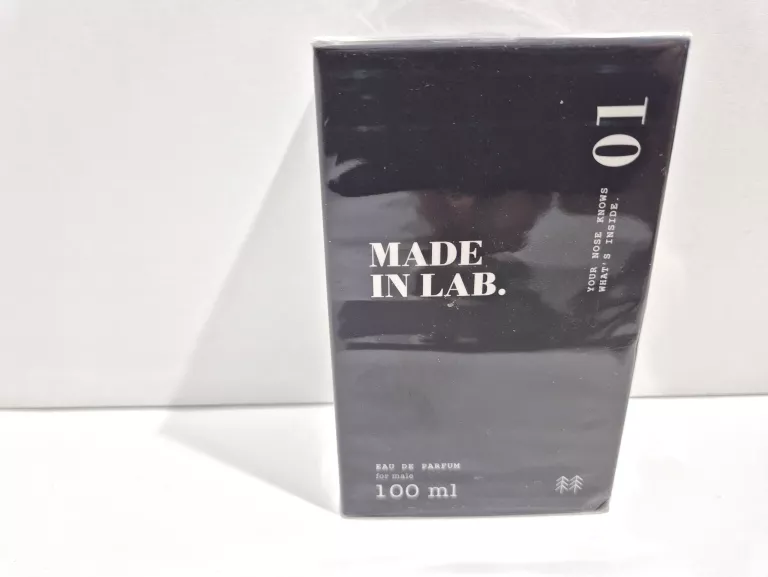 01
YOUR NOSE KNOWS
WHAT'S INSIDE.
MADE
IN LAB.
EAU DE PARFUM
for male
100 ml